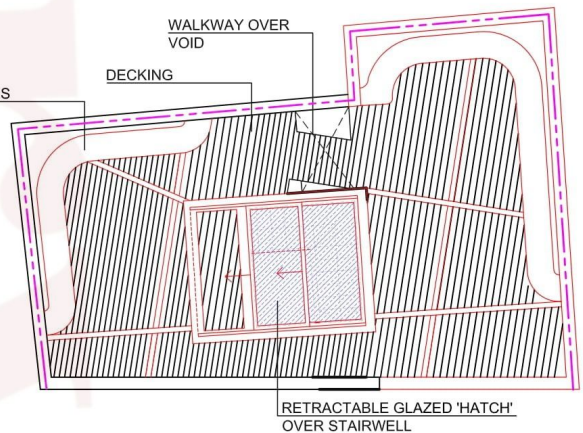 WALKWAY OVER
VOID
DECKING
S
RETRACTABLE GLAZED 'HATCH'
OVER STAIRWELL